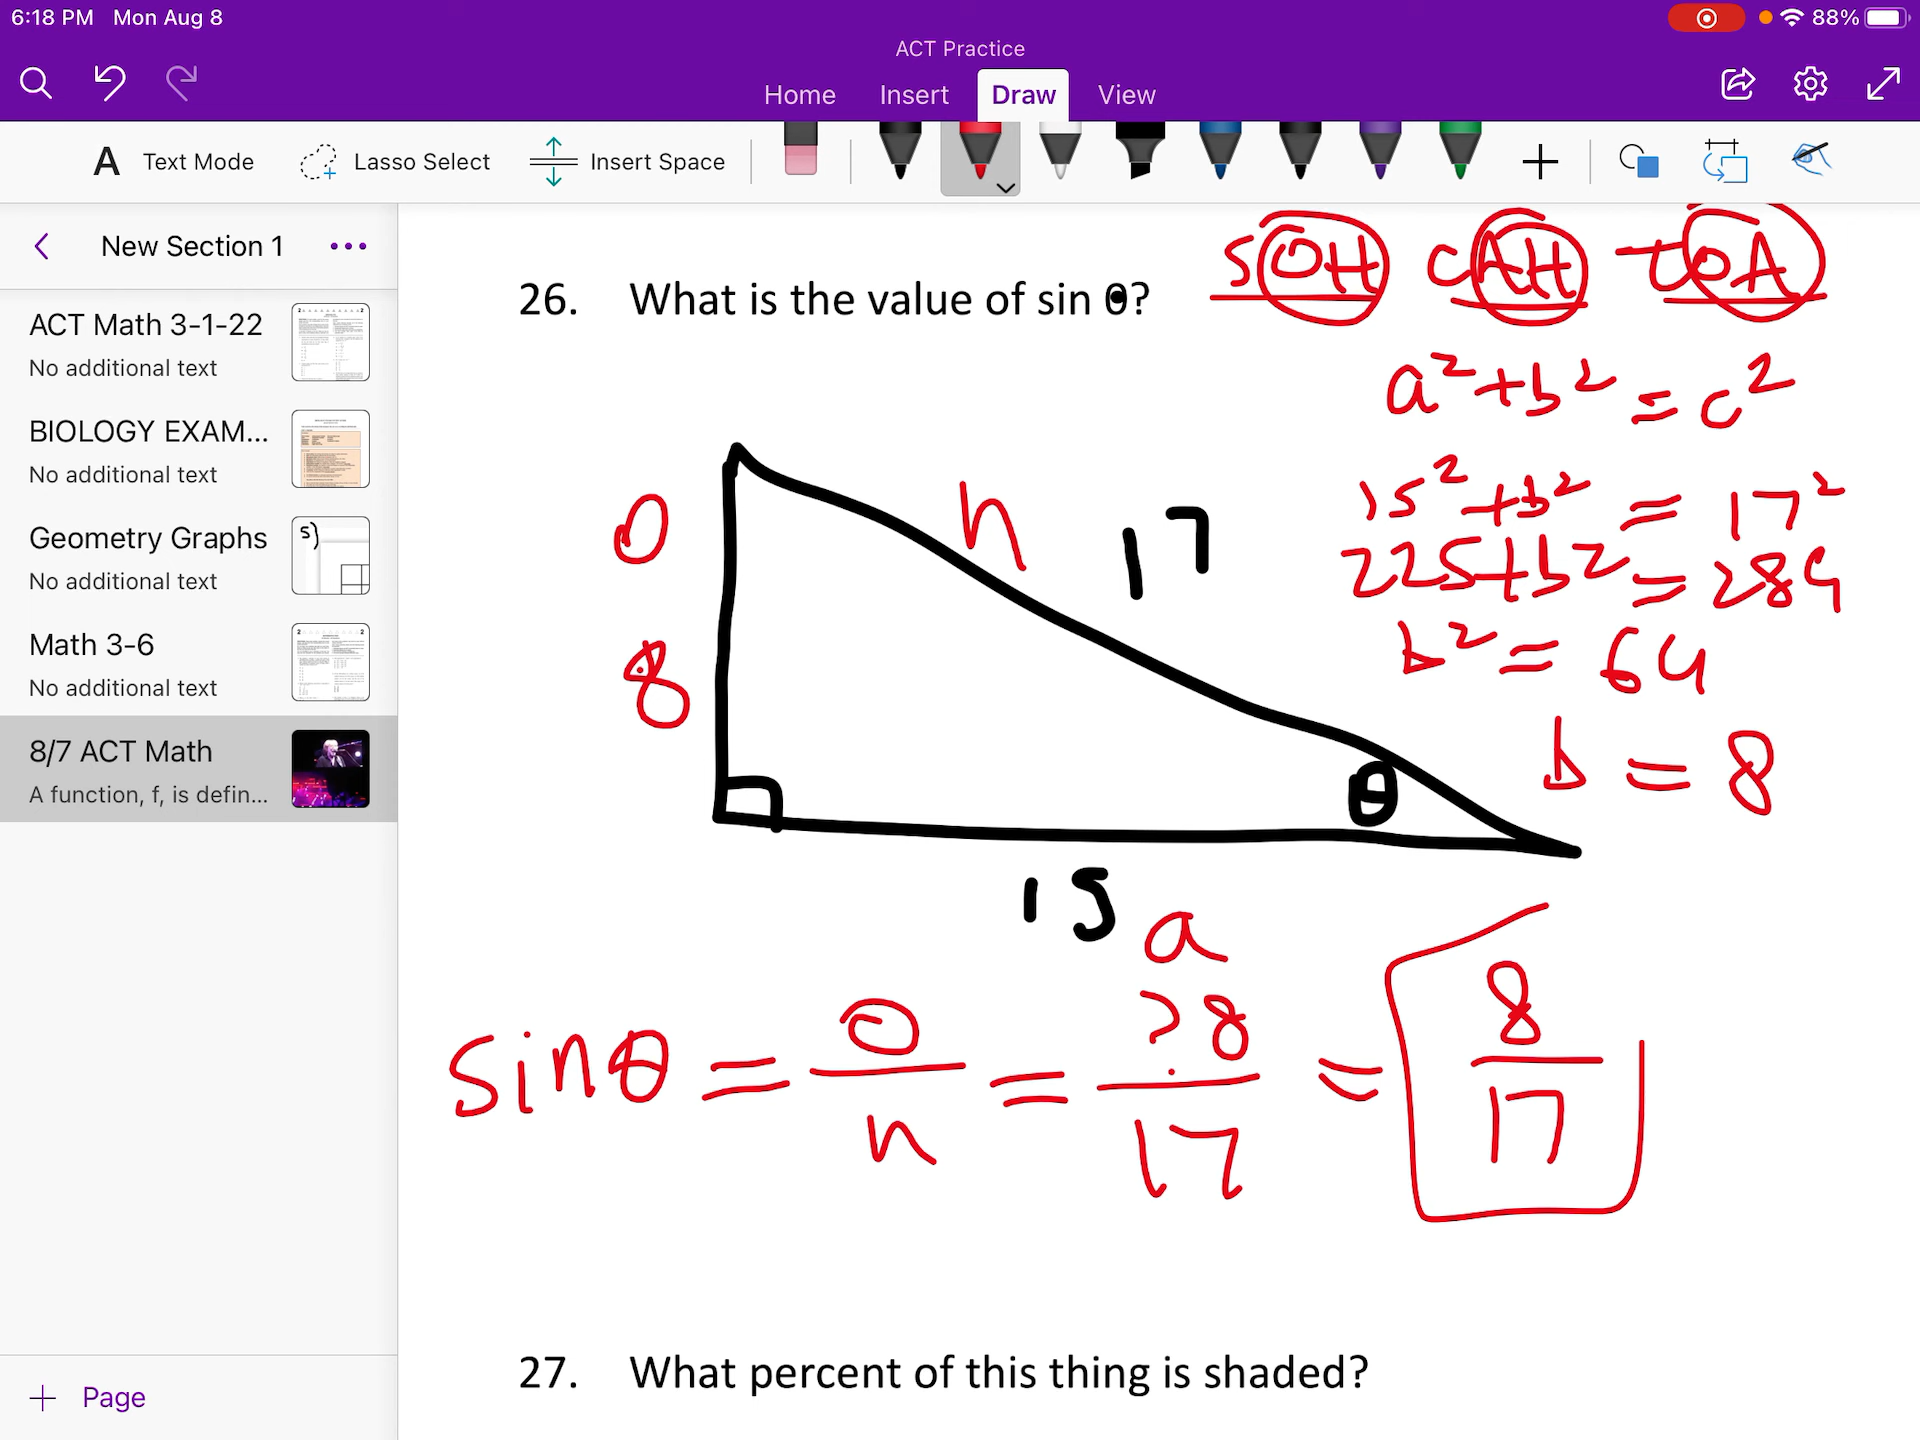 6:18 PM Mon Aug 8
88%
ACT Practice
Home Insert Draw View
A Text Mode Lasso Select Insert Space
New Section 1
ACT Math 3-1-22
No additional text
BIOLOGY EXAM...
No additional text
Geometry Graphs
No additional text
5)
Math 3-6
No additional text
8/7 ACT Math
A function, f, is defin...
+ Page
SOH CAH TOA
26. What is the value of sin θ?
a² + b² = c²
15² + b² = 17²
225 + b² = 289
b² = 64
b = 8
o
h
17
8
θ
15
a
sinθ = o/h = ?8/17 = 8/17
27. What percent of this thing is shaded?